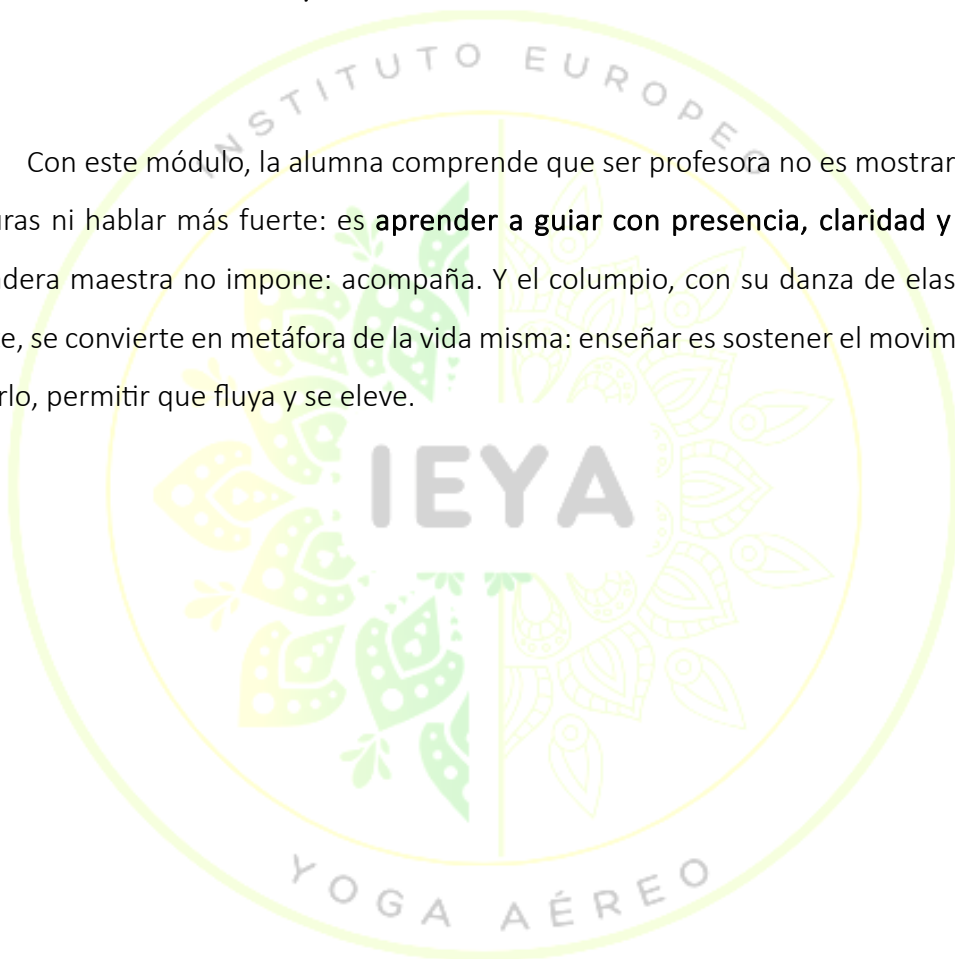 INSTITUTO EUROPEO
Con este módulo, la alumna comprende que ser profesora no es mostrar
uras ni hablar más fuerte: es aprender a guiar con presencia, claridad y
adera maestra no impone: acompaña. Y el columpio, con su danza de elas
e, se convierte en metáfora de la vida misma: enseñar es sostener el movim
rlo, permitir que fluya y se eleve.
IEYA
YOGA AÉREO